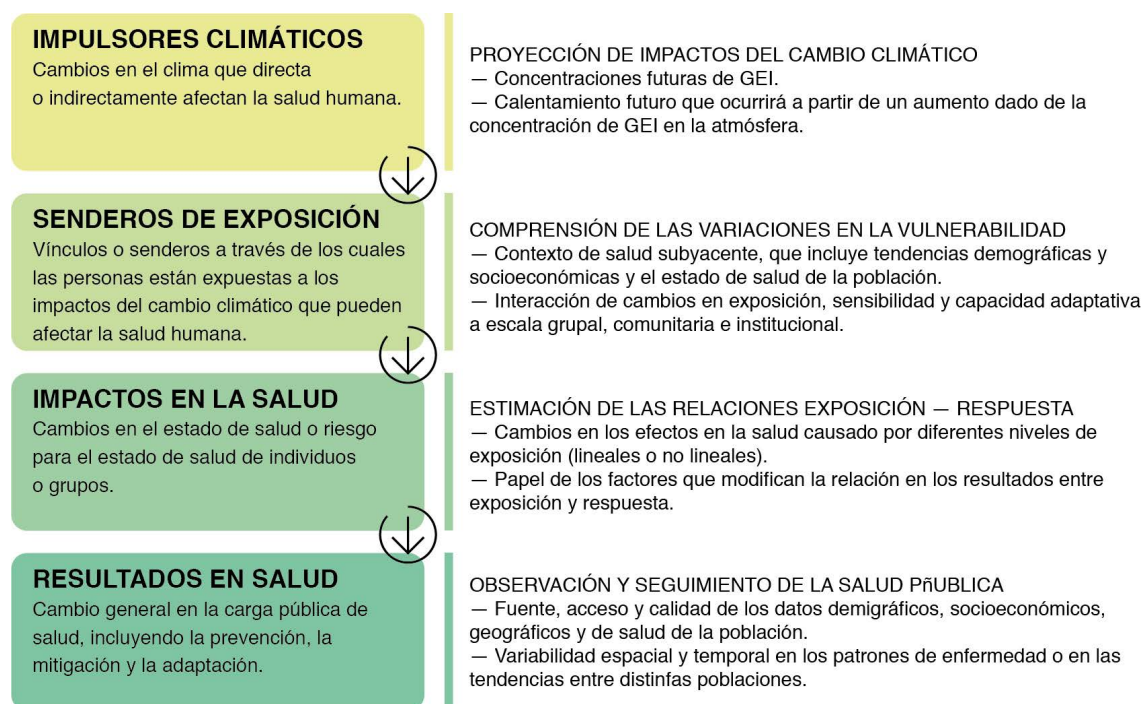 IMPULSORES CLIMÁTICOS
Cambios en el clima que directa
o indirectamente afectan la salud humana.
PROYECCIÓN DE IMPACTOS DEL CAMBIO CLIMÁTICO
— Concentraciones futuras de GEI.
— Calentamiento futuro que ocurrirá a partir de un aumento dado de la
concentración de GEI en la atmósfera.
SENDEROS DE EXPOSICIÓN
Vínculos o senderos a través de los cuales
las personas están expuestas a los
impactos del cambio climático que pueden
afectar la salud humana.
COMPRENSIÓN DE LAS VARIACIONES EN LA VULNERABILIDAD
— Contexto de salud subyacente, que incluye tendencias demográficas y
socioeconómicas y el estado de salud de la población.
— Interacción de cambios en exposición, sensibilidad y capacidad adaptativa
a escala grupal, comunitaria e institucional.
IMPACTOS EN LA SALUD
Cambios en el estado de salud o riesgo
para el estado de salud de individuos
o grupos.
ESTIMACIÓN DE LAS RELACIONES EXPOSICIÓN — RESPUESTA
— Cambios en los efectos en la salud causado por diferentes niveles de
exposición (lineales o no lineales).
— Papel de los factores que modifican la relación en los resultados entre
exposición y respuesta.
RESULTADOS EN SALUD
Cambio general en la carga pública de
salud, incluyendo la prevención, la
mitigación y la adaptación.
OBSERVACIÓN Y SEGUIMIENTO DE LA SALUD PñUBLICA
— Fuente, acceso y calidad de los datos demigráficos, socioeconómicos,
geográficos y de salud de la población.
— Variabilidad espacial y temporal en los patrones de enfermedad o en las
tendencias entre distinfas poblaciones.